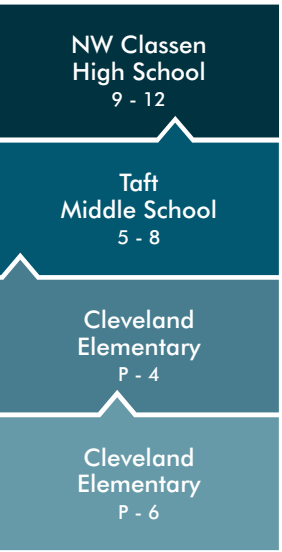 NW Classen
High School
9 - 12
Taft
Middle School
5 - 8
Cleveland
Elementary
P - 4
Cleveland
Elementary
P - 6